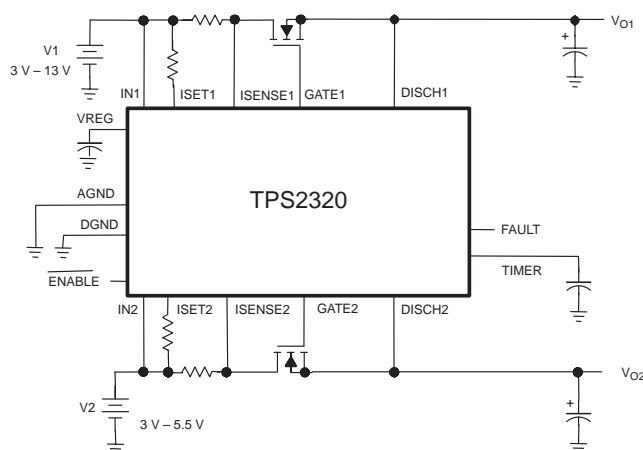 V1
3 V – 13 V
+
VO1
IN1
ISET1
ISENSE1
GATE1
DISCH1
VREG
AGND
DGND
ENABLE
TPS2320
FAULT
TIMER
IN2
ISET2
ISENSE2
GATE2
DISCH2
VO2
V2
3 V – 5.5 V
+